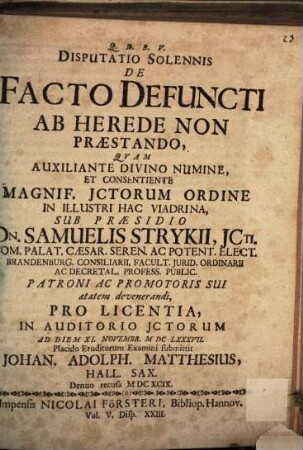 23
Q. D. B. V.
DISPUTATIO SOLENNIS
DE
FACTO DEFUNCTI
AB HEREDE NON
PRÆSTANDO,
QVAM
AUXILIANTE DIVINO NUMINE,
ET CONSENTIENTE
MAGNIF. JCTORUM ORDINE
IN ILLUSTRI HAC VIADRINA,
SUB PRÆSIDIO
DN. SAMUELIS STRYKII, JCTI.
COM. PALAT. CÆSAR. SEREN. AC POTENT. ELECT.
BRANDENBURG. CONSILIARII, FACULT. JURID. ORDINARII
AC DECRETAL. PROFESS. PUBLIC.
PATRONI AC PROMOTORIS SUI
ætatem devenerandi,
PRO LICENTIA,
IN AUDITORIO JCTORUM
AD DIEM XI. NOVEMBR. M DC LXXXVII.
Placido Eruditorum Examini submittit
JOHAN. ADOLPH. MATTHESIUS,
HALL. SAX.
Denuo recusa M DC XCIX.
Impensis NICOLAI FÖRSTERI, Bibliop. Hannov.
Vol. V. Disp. XXIII.